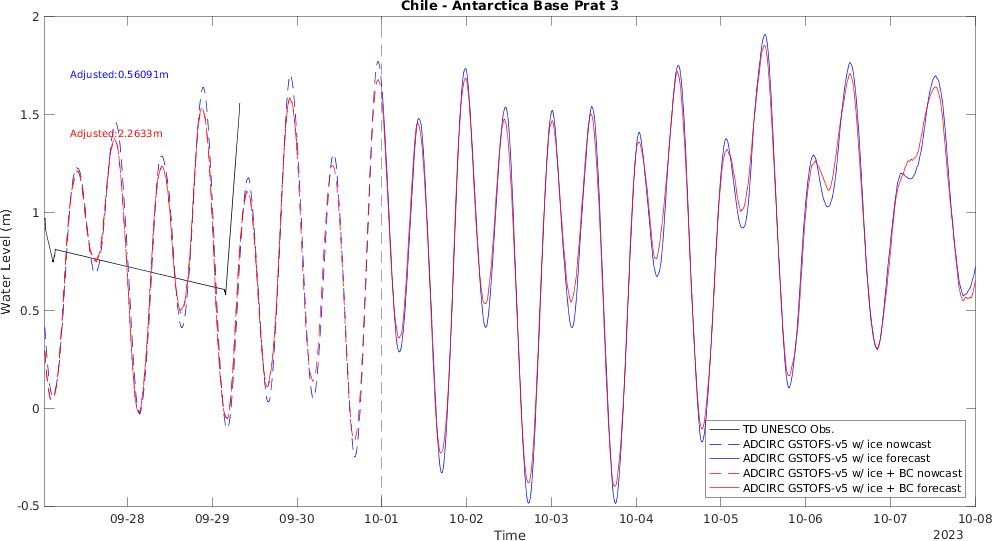 Chile - Antarctica Base Prat 3
Water Level (m)
2
1.5
1
0.5
0
-0.5
Adjusted:0.56091m
Adjusted:2.2633m
TD UNESCO Obs.
ADCIRC GSTOFS-v5 w/ ice nowcast
ADCIRC GSTOFS-v5 w/ ice forecast
ADCIRC GSTOFS-v5 w/ ice + BC nowcast
ADCIRC GSTOFS-v5 w/ ice + BC forecast
09-28 09-29 09-30 10-01 10-02 10-03 10-04 10-05 10-06 10-07 10-08
Time
2023